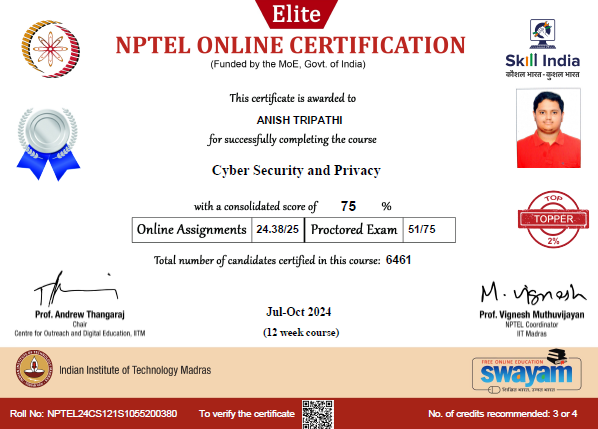 Elite
NPTEL ONLINE CERTIFICATION
(Funded by the MoE, Govt. of India)
Skill India
कौशल भारत - कुशल भारत
This certificate is awarded to
ANISH TRIPATHI
for successfully completing the course
Cyber Security and Privacy
with a consolidated score of 75 %
Online Assignments 24.38/25 Proctored Exam 51/75
TOP
TOPPER
2%
Total number of candidates certified in this course: 6461
Prof. Andrew Thangaraj
Chair
Centre for Outreach and Digital Education, IITM
Jul-Oct 2024
(12 week course)
M. Vignesh
Prof. Vignesh Muthuvijayan
NPTEL Coordinator
IIT Madras
Indian Institute of Technology Madras
FREE ONLINE EDUCATION
swayam
शिक्षित भारत, उन्नत भारत
Roll No: NPTEL24CS121S1055200380
To verify the certificate
No. of credits recommended: 3 or 4